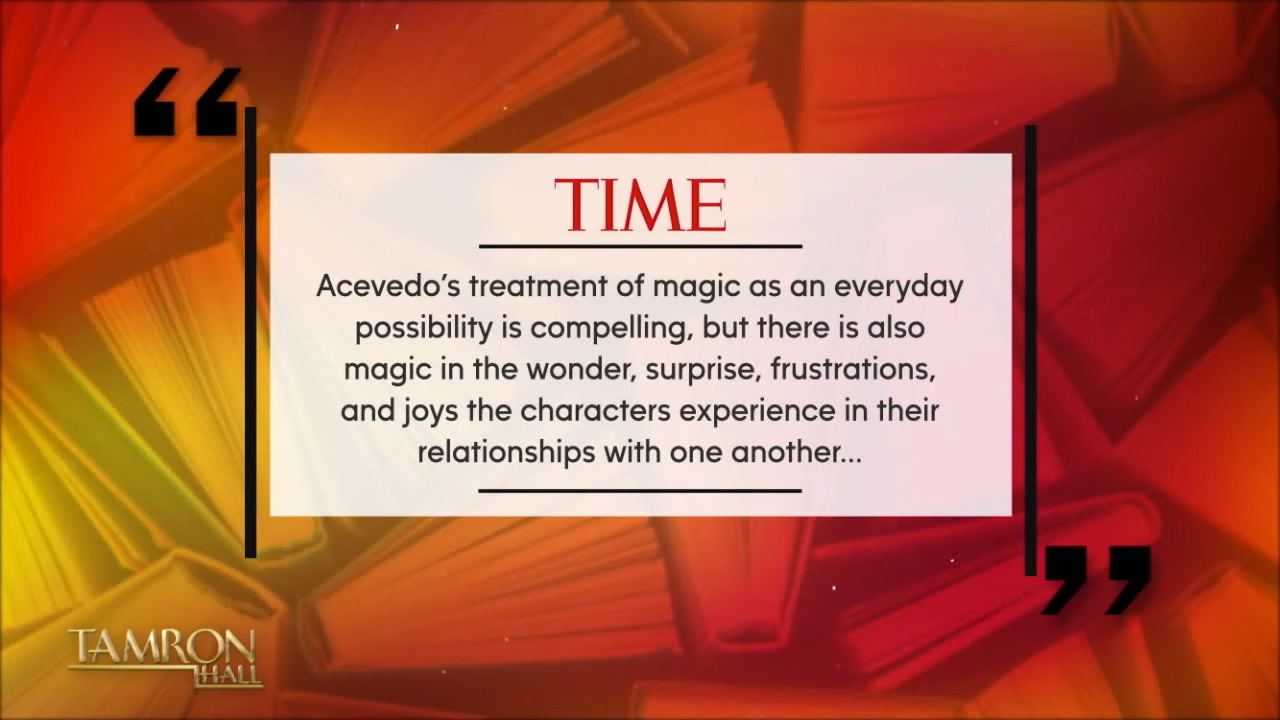 “
TIME
Acevedo’s treatment of magic as an everyday
possibility is compelling, but there is also
magic in the wonder, surprise, frustrations,
and joys the characters experience in their
relationships with one another...
”
TAMRON
HALL